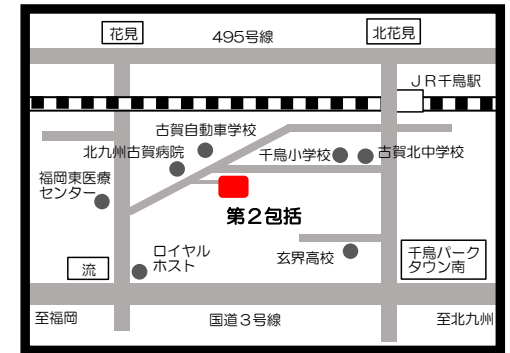 花見
495号線
北花見
ＪＲ千鳥駅
古賀自動車学校
北九州古賀病院
千鳥小学校
古賀北中学校
福岡東医療
センター
第２包括
ロイヤル
ホスト
玄界高校
千鳥パーク
タウン南
流
至福岡
国道３号線
至北九州